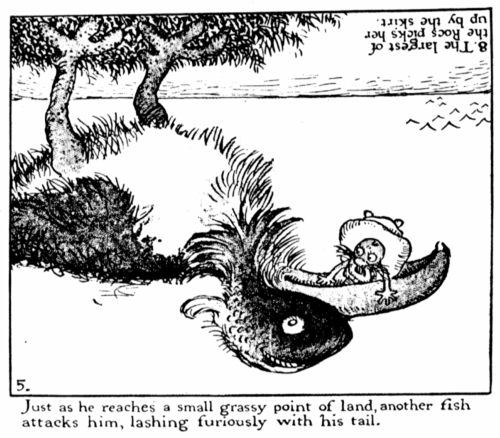 8. The largest of
the Rocs picks her
up by the skirt.
5.
Just as he reaches a small grassy point of land, another fish
attacks him, lashing furiously with his tail.